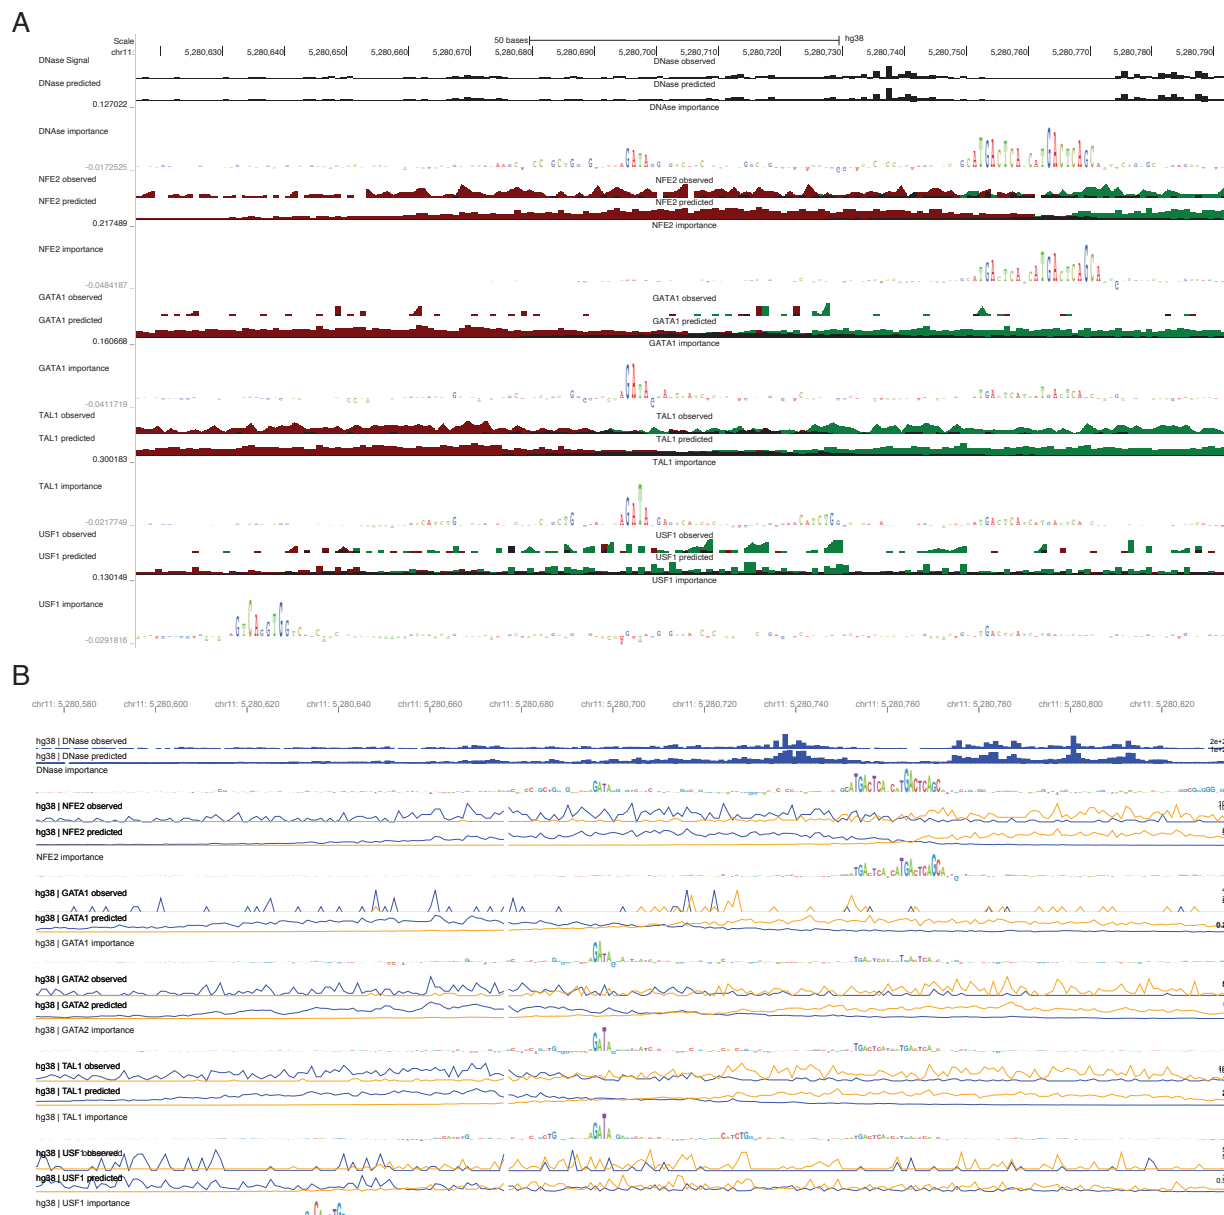 A
Scale 50 bases hg38
chr11: 5,280,630 5,280,640 5,280,650 5,280,660 5,280,670 5,280,680 5,280,690 5,280,700 5,280,710 5,280,720 5,280,730 5,280,740 5,280,750 5,280,760 5,280,770 5,280,780 5,280,790
DNase Signal DNase observed
DNase predicted DNase predicted
0.127022 _ DNAse importance
DNAse importance
-0.0172525 _
NFE2 observed NFE2 observed
NFE2 predicted NFE2 predicted
0.217489 _ NFE2 importance
NFE2 importance
-0.0484187 _
GATA1 observed GATA1 observed
GATA1 predicted GATA1 predicted
0.160668 _ GATA1 importance
GATA1 importance
-0.0411719 _
TAL1 observed TAL1 observed
TAL1 predicted TAL1 predicted
0.300183 _ TAL1 importance
TAL1 importance
-0.0217749 _
USF1 observed USF1 observed
USF1 predicted USF1 predicted
0.130149 _ USF1 importance
USF1 importance
-0.0291816 _
B
chr11: 5,280,580 chr11: 5,280,600 chr11: 5,280,620 chr11: 5,280,640 chr11: 5,280,660 chr11: 5,280,680 chr11: 5,280,700 chr11: 5,280,720 chr11: 5,280,740 chr11: 5,280,760 chr11: 5,280,780 chr11: 5,280,800 chr11: 5,280,820
hg38 | DNase observed
hg38 | DNase predicted
DNase importance
hg38 | NFE2 observed
hg38 | NFE2 predicted
NFE2 importance
hg38 | GATA1 observed
hg38 | GATA1 predicted
hg38 | GATA1 importance
hg38 | GATA2 observed
hg38 | GATA2 predicted
hg38 | GATA2 importance
hg38 | TAL1 observed
hg38 | TAL1 predicted
hg38 | TAL1 importance
hg38 | USF1 observed
hg38 | USF1 predicted
hg38 | USF1 importance